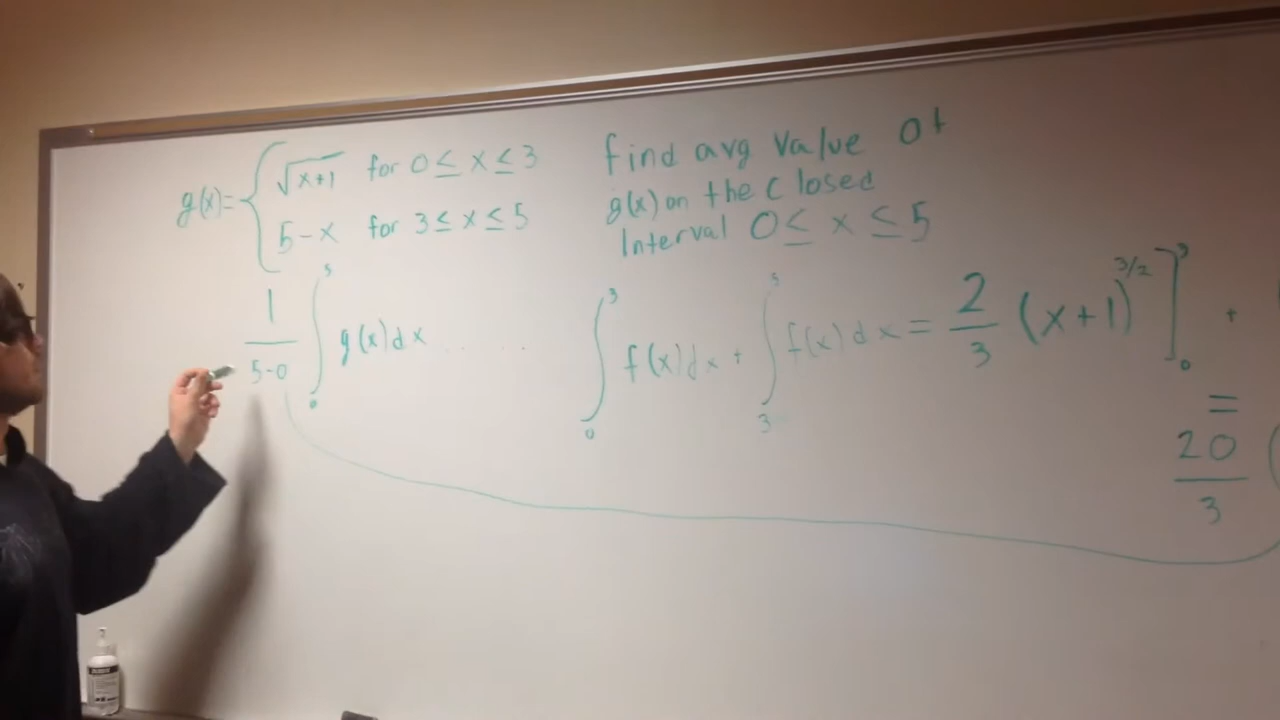 g(x)= { √(x+1) for 0 ≤ x ≤ 3
5-x for 3 ≤ x ≤ 5
find avg value of
g(x) on the closed
Interval 0 ≤ x ≤ 5
1/(5-0) ∫₀⁵ g(x)dx . . . .
∫₀³ f(x)dx + ∫₃⁵ f(x)dx = 2/3 (x+1)^(3/2) ]₀³ +
=
20/3 (